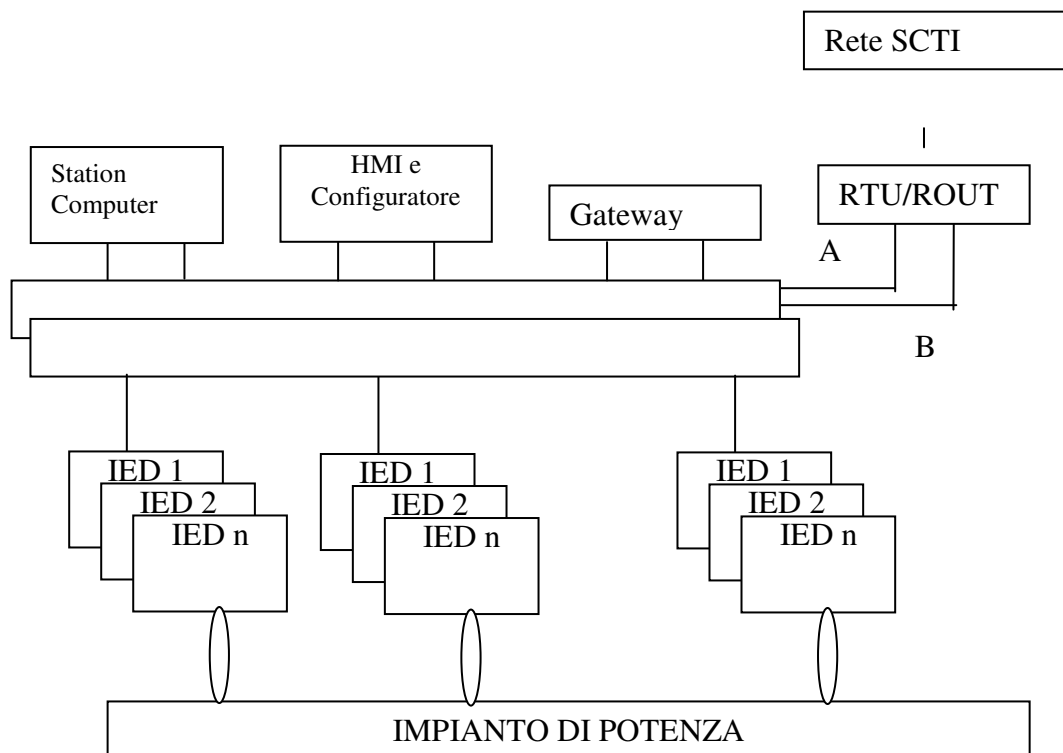 Rete SCTI
Station
Computer
HMI e
Configuratore
Gateway
RTU/ROUT
A
B
IED 1
IED 2
IED n
IED 1
IED 2
IED n
IED 1
IED 2
IED n
IMPIANTO DI POTENZA